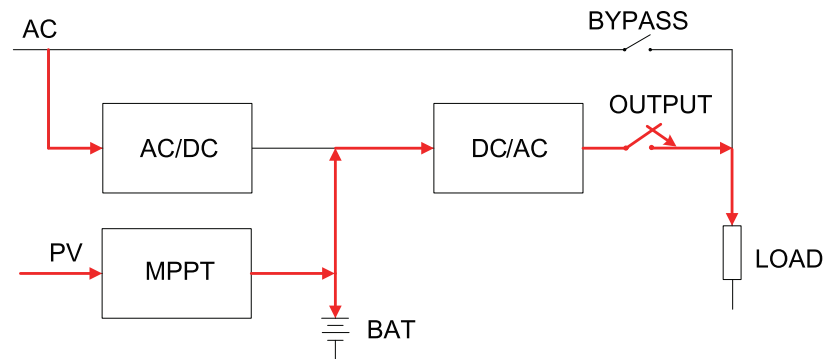 AC
BYPASS
OUTPUT
AC/DC
DC/AC
PV
MPPT
LOAD
BAT